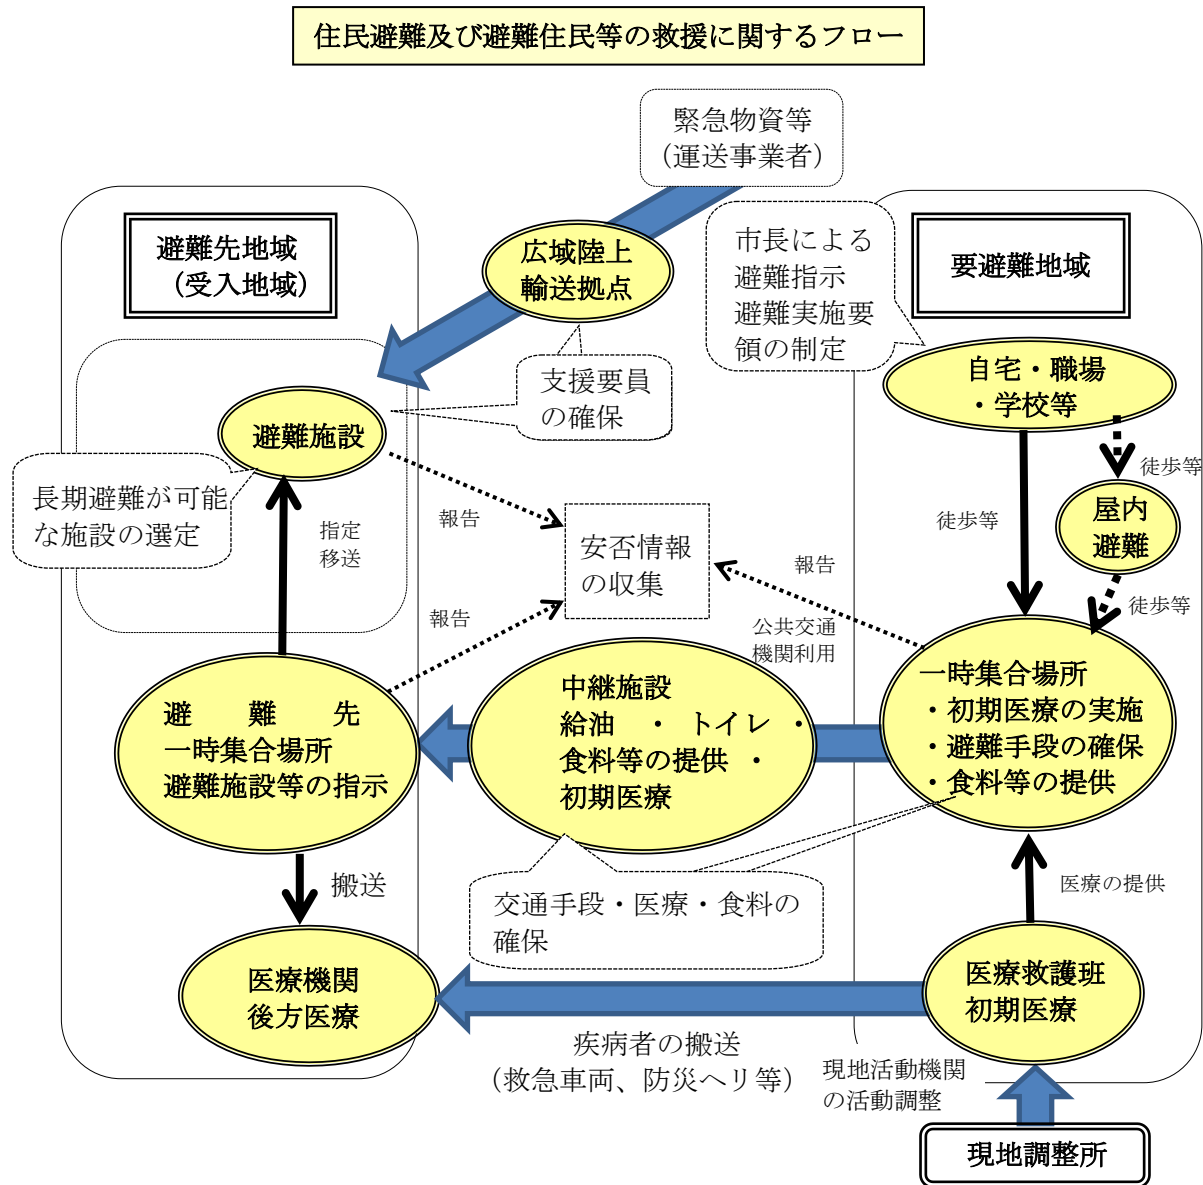 住民避難及び避難住民等の救援に関するフロー
緊急物資等
（運送事業者）
避難先地域
（受入地域）
広域陸上
輸送拠点
市長による
避難指示
避難実施要
領の制定
要避難地域
支援要員
の確保
自宅・職場
・学校等
避難施設
長期避難が可能
な施設の選定
指定
移送
報告
安否情報
の収集
報告
徒歩等
徒歩等
屋内
避難
徒歩等
報告
公共交通
機関利用
避難先
一時集合場所
避難施設等の指示
中継施設
給油・トイレ・
食料等の提供・
初期医療
一時集合場所
・初期医療の実施
・避難手段の確保
・食料等の提供
搬送
交通手段・医療・食料の
確保
医療の提供
医療機関
後方医療
医療救護班
初期医療
疾病者の搬送
（救急車両、防災ヘリ等）
現地活動機関
の活動調整
現地調整所